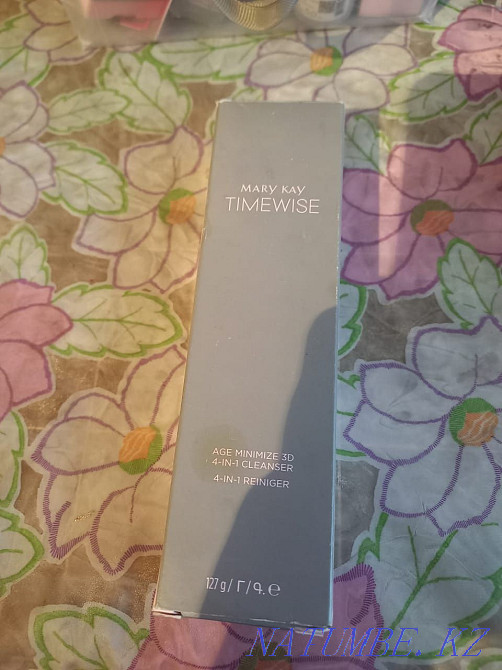 MARY KAY
TIMEWISE
AGE MINIMIZE 3D
4-IN-1 CLEANSER
4-IN-1 REINIGER
127 g/ Г/գ. ℮
NATUMBE. KZ